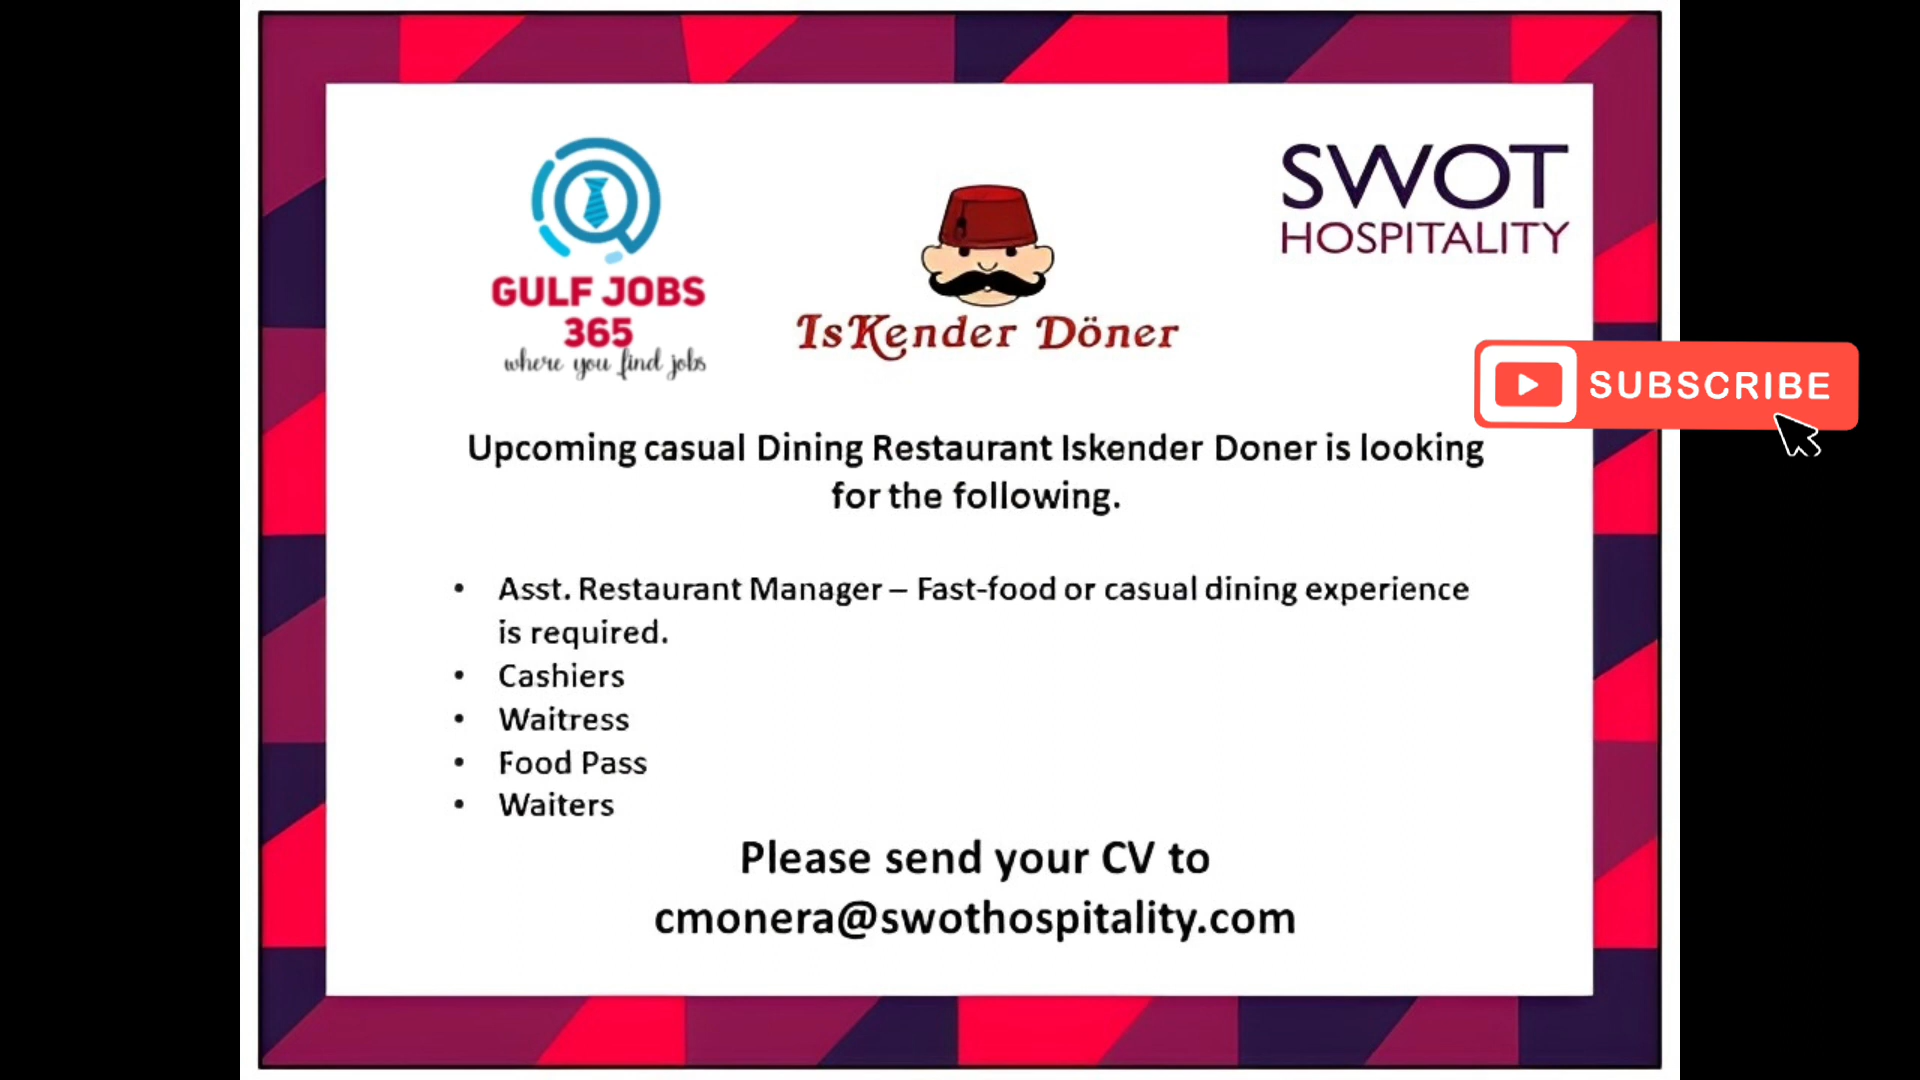 GULF JOBS
365
where you find jobs
IsKender Döner
SWOT
HOSPITALITY
SUBSCRIBE
Upcoming casual Dining Restaurant Iskender Doner is looking
for the following.
• Asst. Restaurant Manager – Fast-food or casual dining experience
is required.
• Cashiers
• Waitress
• Food Pass
• Waiters
Please send your CV to
cmonera@swothospitality.com